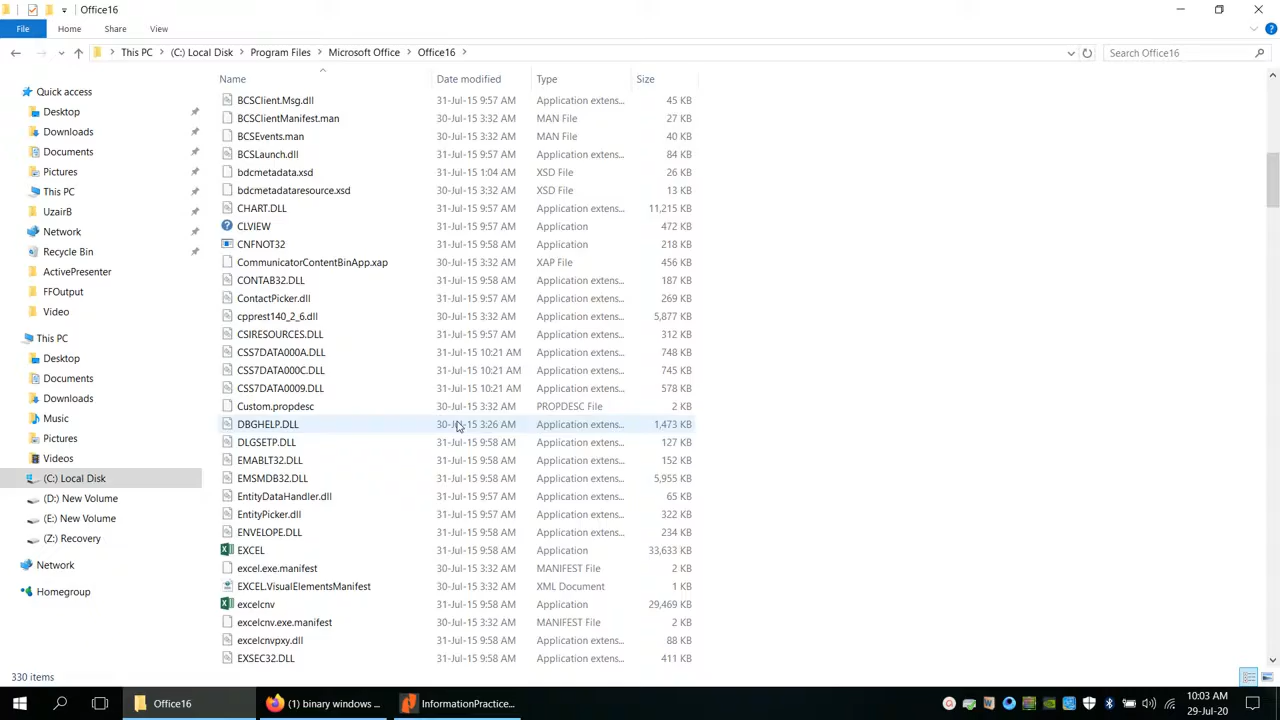 Office16
File Home Share View
This PC (C:) Local Disk Program Files Microsoft Office Office16
Search Office16
Name Date modified Type Size
Quick access
Desktop
Downloads
Documents
Pictures
This PC
UzairB
Network
Recycle Bin
ActivePresenter
FFOutput
Video
This PC
Desktop
Documents
Downloads
Music
Pictures
Videos
(C:) Local Disk
(D:) New Volume
(E:) New Volume
(Z:) Recovery
Network
Homegroup
BCSClient.Msg.dll 31-Jul-15 9:57 AM Application extens... 45 KB
BCSClientManifest.man 30-Jul-15 3:32 AM MAN File 27 KB
BCSEvents.man 30-Jul-15 3:32 AM MAN File 40 KB
BCSLaunch.dll 31-Jul-15 9:57 AM Application extens... 84 KB
bdcmetadata.xsd 31-Jul-15 1:04 AM XSD File 26 KB
bdcmetadataresource.xsd 30-Jul-15 3:32 AM XSD File 13 KB
CHART.DLL 31-Jul-15 9:57 AM Application extens... 11,215 KB
CLVIEW 31-Jul-15 9:57 AM Application 472 KB
CNFNOT32 31-Jul-15 9:58 AM Application 218 KB
CommunicatorContentBinApp.xap 30-Jul-15 3:32 AM XAP File 456 KB
CONTAB32.DLL 31-Jul-15 9:58 AM Application extens... 187 KB
ContactPicker.dll 31-Jul-15 9:57 AM Application extens... 269 KB
cpprest140_2_6.dll 30-Jul-15 3:32 AM Application extens... 5,877 KB
CSIRESOURCES.DLL 31-Jul-15 9:57 AM Application extens... 312 KB
CSS7DATA000A.DLL 31-Jul-15 10:21 AM Application extens... 748 KB
CSS7DATA000C.DLL 31-Jul-15 10:21 AM Application extens... 745 KB
CSS7DATA0009.DLL 31-Jul-15 10:21 AM Application extens... 578 KB
Custom.propdesc 30-Jul-15 3:32 AM PROPDESC File 2 KB
DBGHELP.DLL 30-Jul-15 3:26 AM Application extens... 1,473 KB
DLGSETP.DLL 31-Jul-15 9:58 AM Application extens... 127 KB
EMABLT32.DLL 31-Jul-15 9:58 AM Application extens... 152 KB
EMSMDB32.DLL 31-Jul-15 9:58 AM Application extens... 5,955 KB
EntityDataHandler.dll 31-Jul-15 9:57 AM Application extens... 65 KB
EntityPicker.dll 31-Jul-15 9:57 AM Application extens... 322 KB
ENVELOPE.DLL 31-Jul-15 9:58 AM Application extens... 234 KB
EXCEL 31-Jul-15 9:58 AM Application 33,633 KB
excel.exe.manifest 30-Jul-15 3:32 AM MANIFEST File 2 KB
EXCEL.VisualElementsManifest 30-Jul-15 3:32 AM XML Document 1 KB
excelcnv 31-Jul-15 9:58 AM Application 29,469 KB
excelcnv.exe.manifest 30-Jul-15 3:32 AM MANIFEST File 2 KB
excelcnvpxy.dll 31-Jul-15 9:58 AM Application extens... 88 KB
EXSEC32.DLL 31-Jul-15 9:58 AM Application extens... 411 KB
330 items
Office16 (1) binary windows ... InformationPractice...
10:03 AM
29-Jul-20